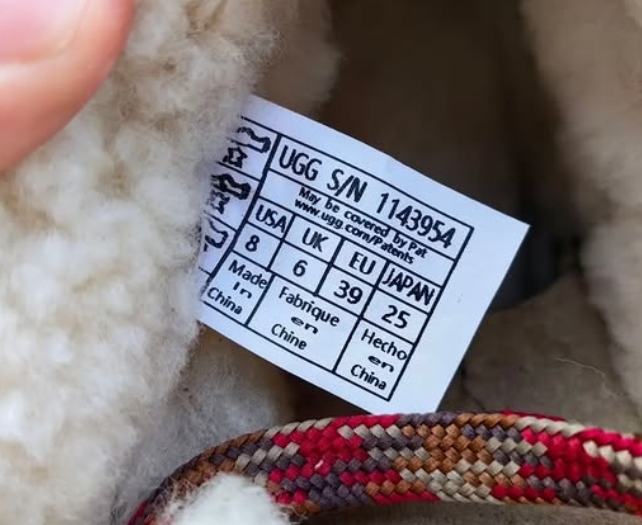 UGG S/N 1143954
May be covered by Pat
www.ugg.com/Patents
USA UK EU JAPAN
8 6 39 25
Made Fabrique Hecho
in en en
China Chine China